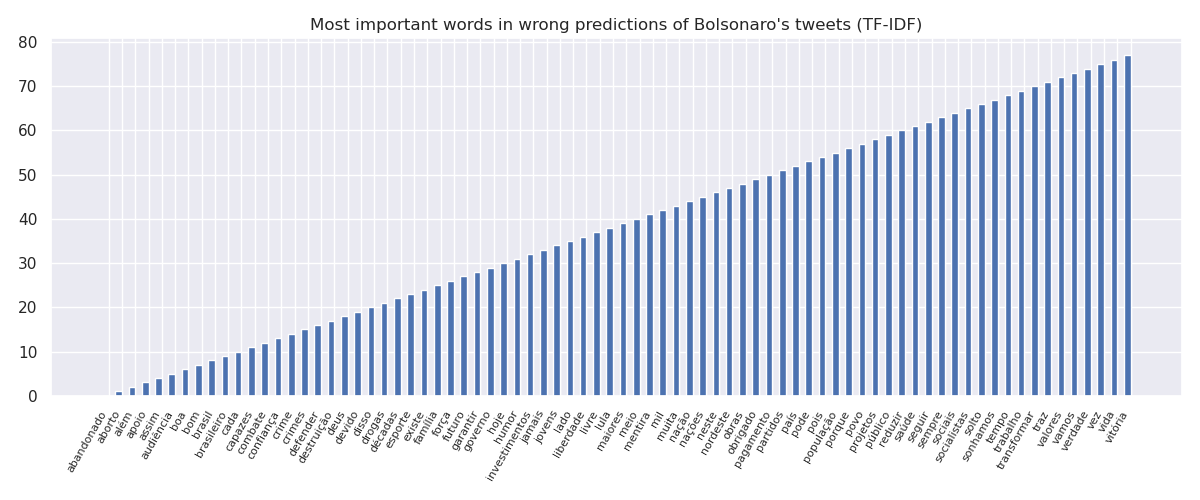 Most important words in wrong predictions of Bolsonaro's tweets (TF-IDF)
80
70
60
50
40
30
20
10
0
abandonado
aborto
além
apoio
assim
audiência
boa
bom
brasil
brasileiro
cada
capazes
combate
confiança
crime
crimes
defender
destruição
deus
devido
disso
drogas
décadas
esporte
existe
família
força
futuro
garantir
governo
hoje
humor
investimentos
jamais
jovens
lado
liberdade
livre
lula
maiores
meio
mentira
mil
muita
nação
nações
neste
nordeste
obras
obrigado
pagamento
partidos
país
pode
pois
população
porque
povo
projetos
público
reduzir
saúde
seguir
sempre
sociais
socialistas
solto
sonhamos
tempo
trabalho
transformar
traz
valores
vamos
verdade
vez
vida
vitória